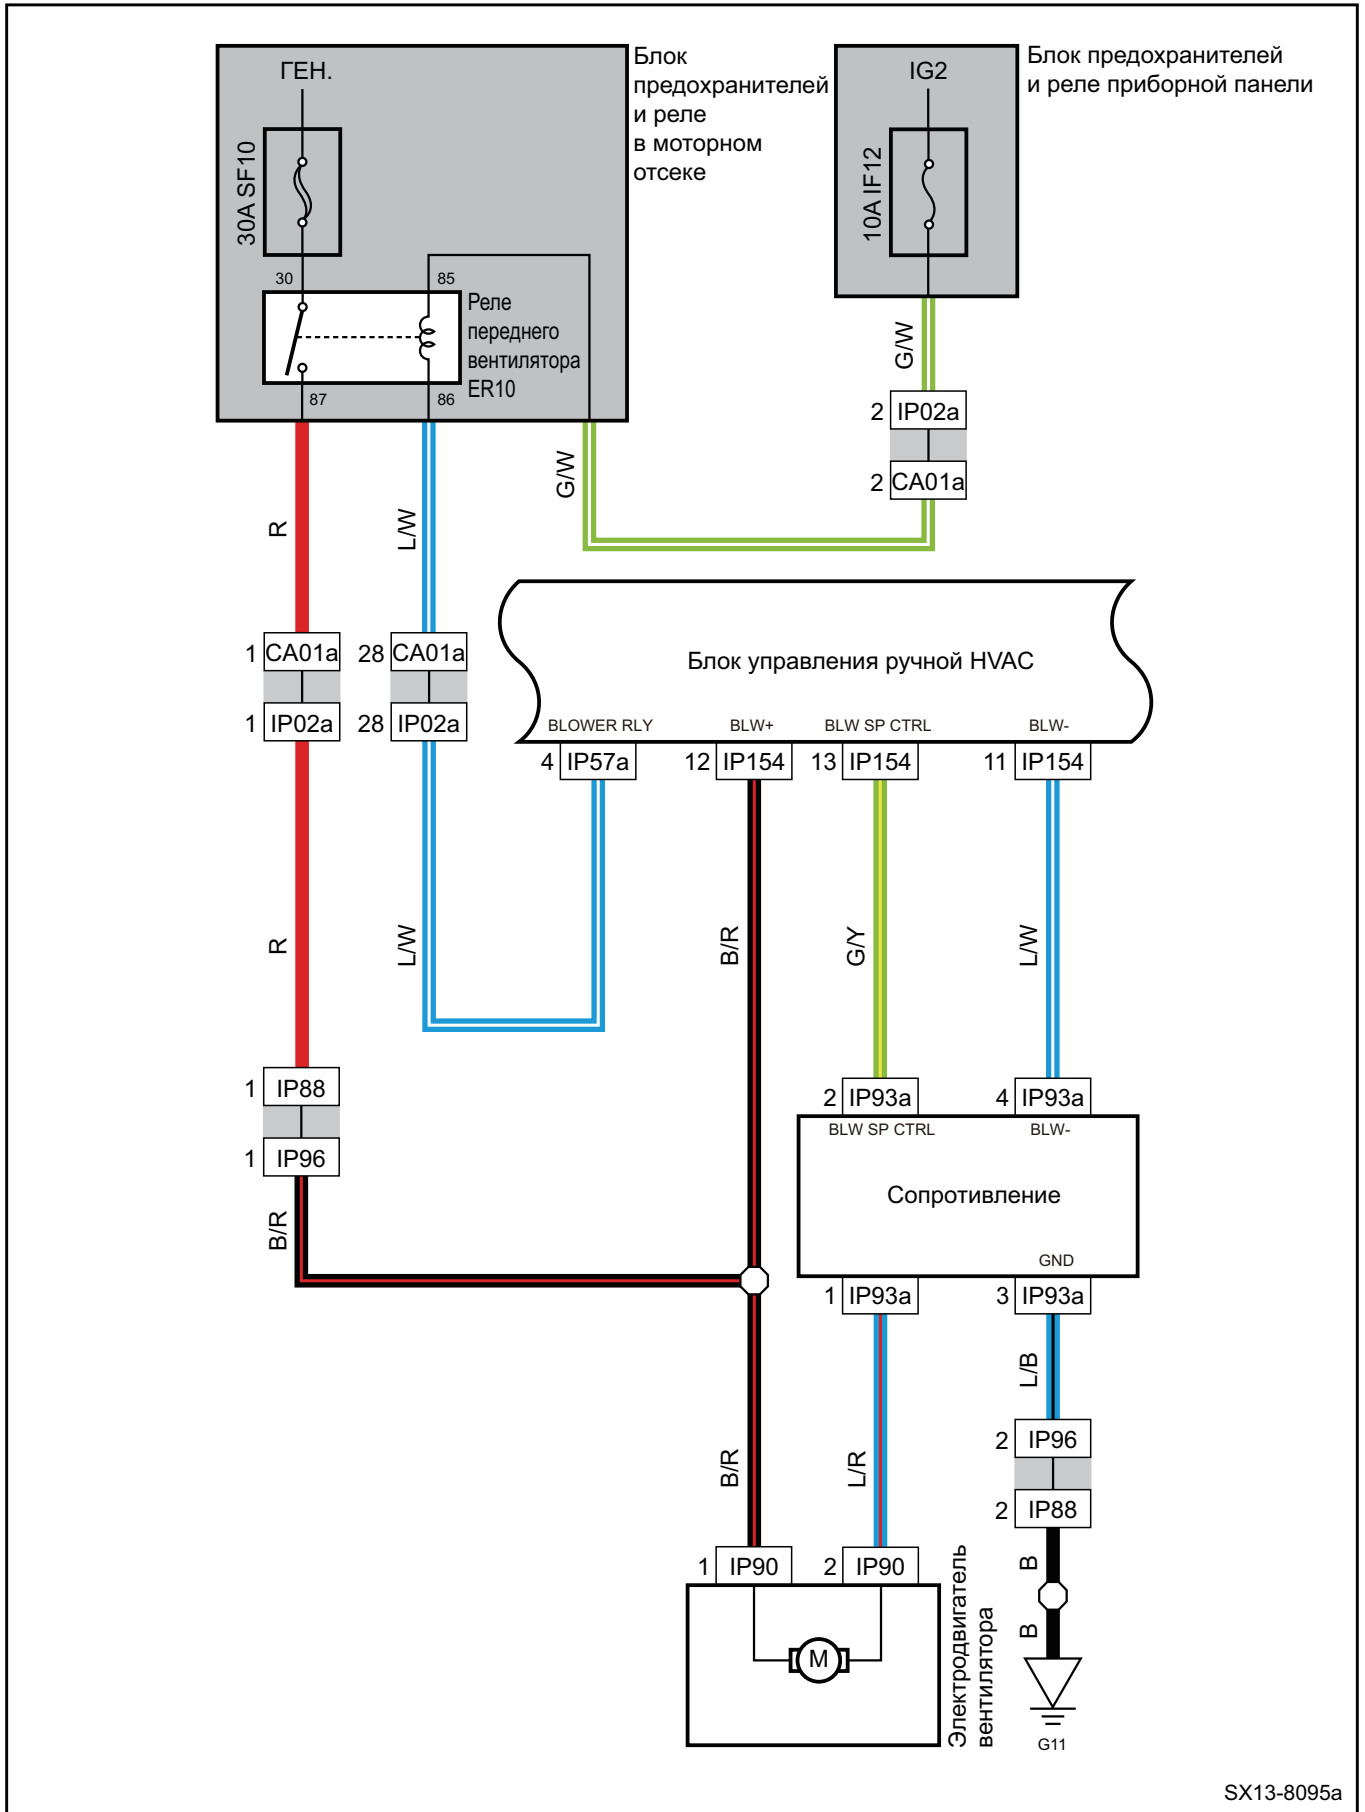 ГЕН.
30A SF10
30
85
Реле
переднего
вентилятора
ER10
87
86
Блок
предохранителей
и реле
в моторном
отсеке
IG2
10A IF12
Блок предохранителей
и реле приборной панели
G/W
2 IP02a
2 CA01a
R
L/W
G/W
1 CA01a
28 CA01a
1 IP02a
28 IP02a
Блок управления ручной HVAC
BLOWER RLY
BLW+
BLW SP CTRL
BLW-
4 IP57a
12 IP154
13 IP154
11 IP154
R
L/W
B/R
G/Y
L/W
1 IP88
1 IP96
B/R
2 IP93a
4 IP93a
BLW SP CTRL
BLW-
Сопротивление
GND
1 IP93a
3 IP93a
B/R
L/R
L/B
2 IP96
2 IP88
B
B
1 IP90
2 IP90
M
Электродвигатель
вентилятора
G11
SX13-8095a